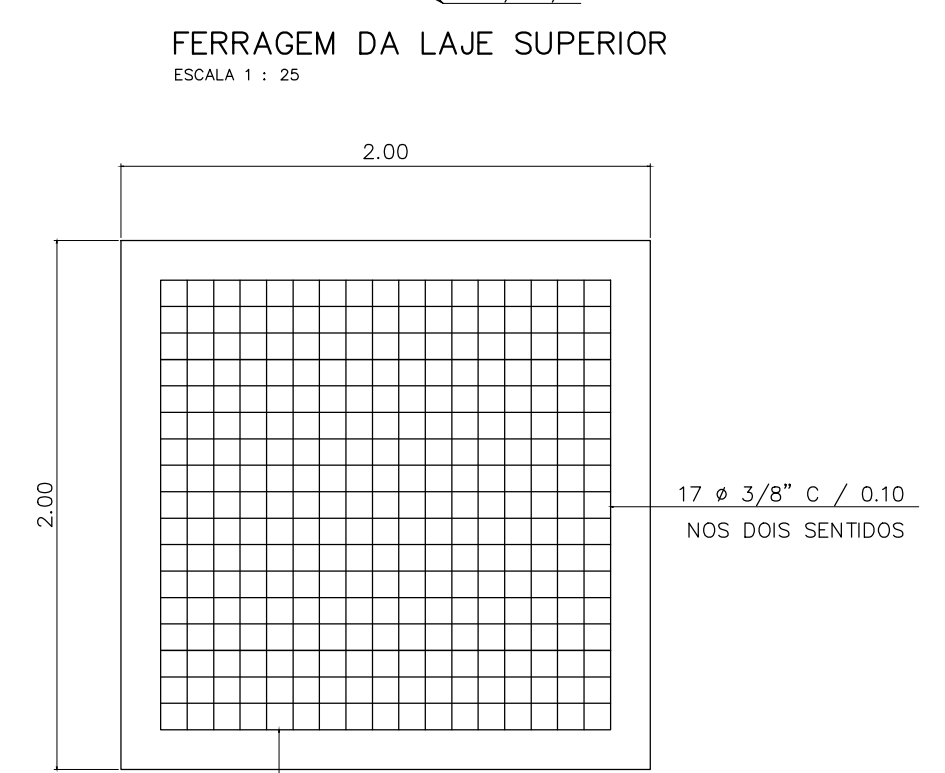 FERRAGEM DA LAJE SUPERIOR
ESCALA 1 : 25
2.00
2.00
17 ø 3/8” C / 0.10
NOS DOIS SENTIDOS